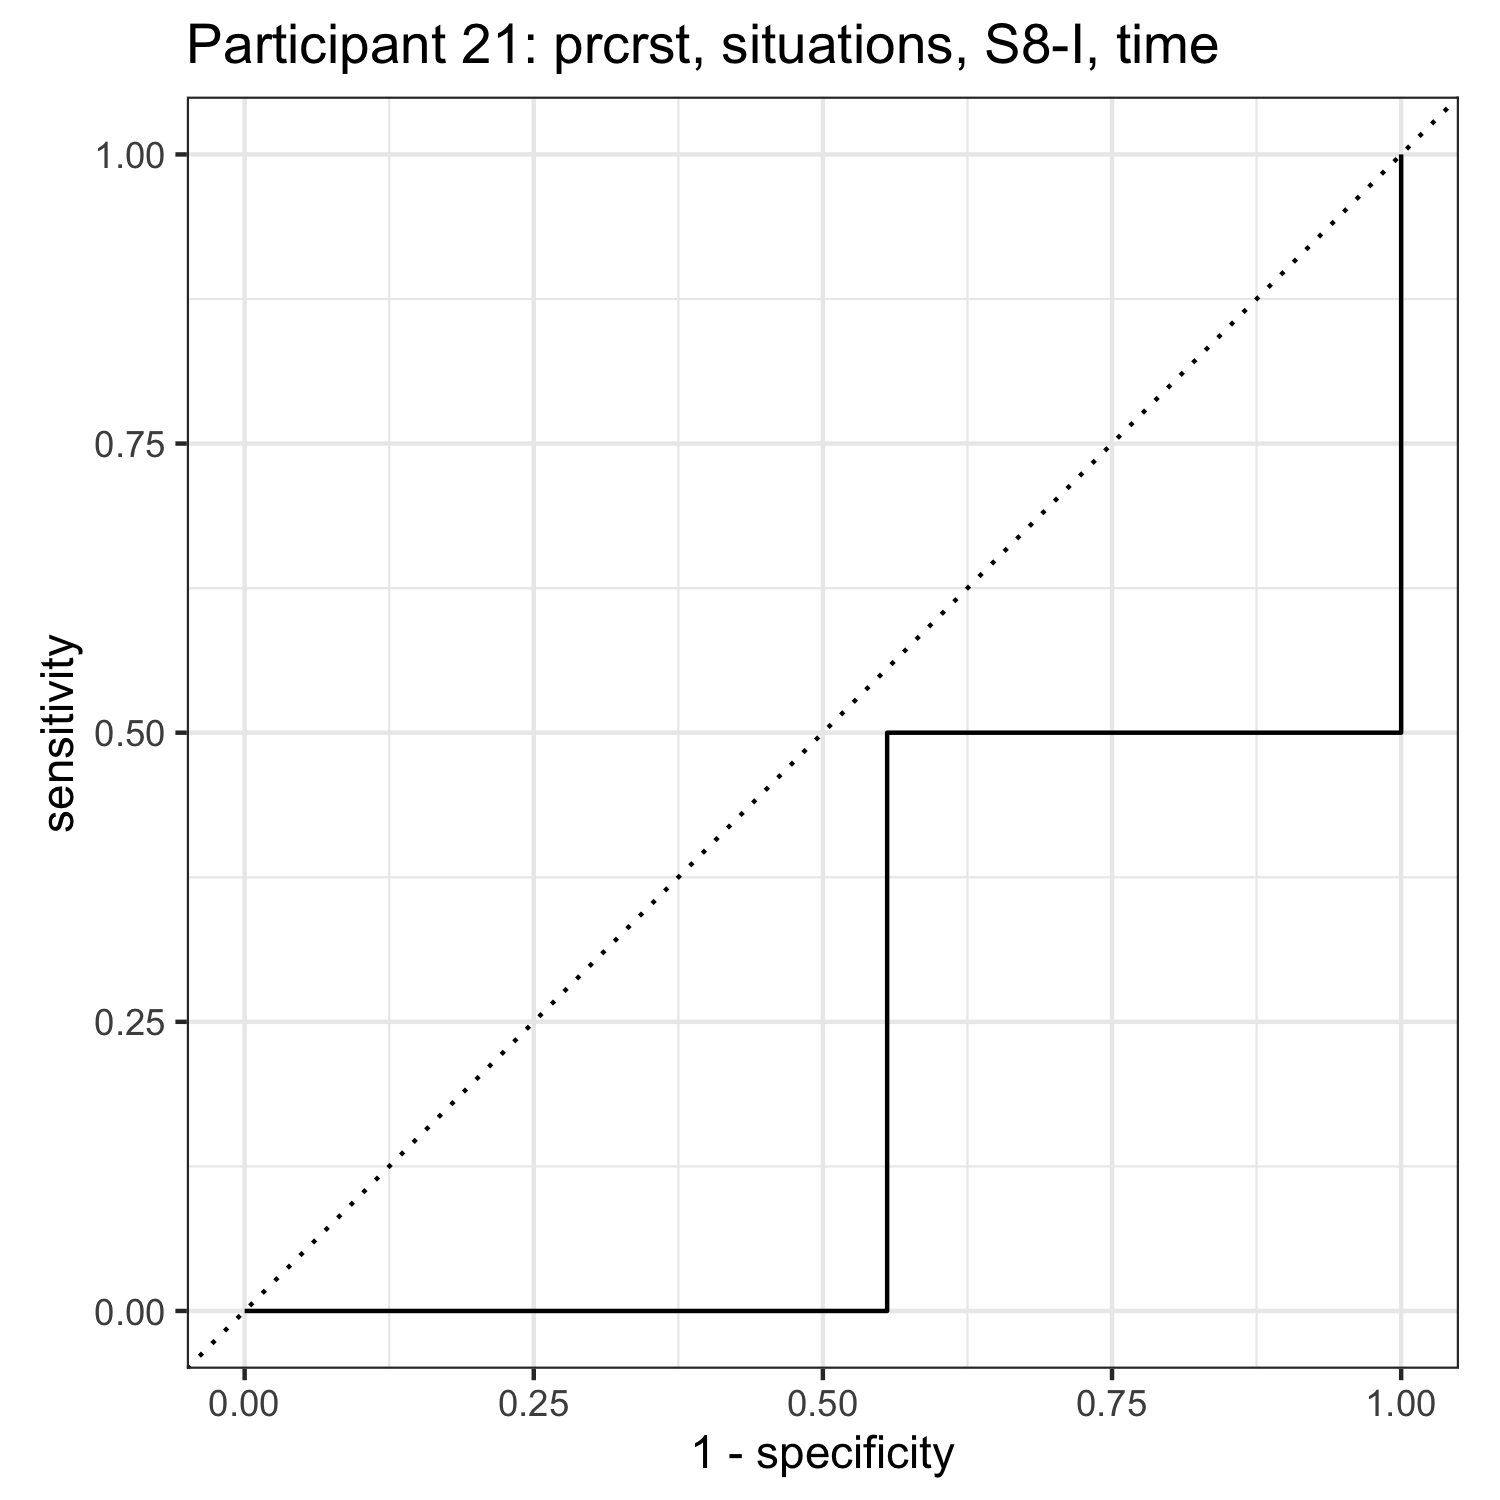 Participant 21: prcrst, situations, S8-I, time
1.00
0.75
0.50
0.25
0.00
sensitivity
0.00 0.25 0.50 0.75 1.00
1 - specificity